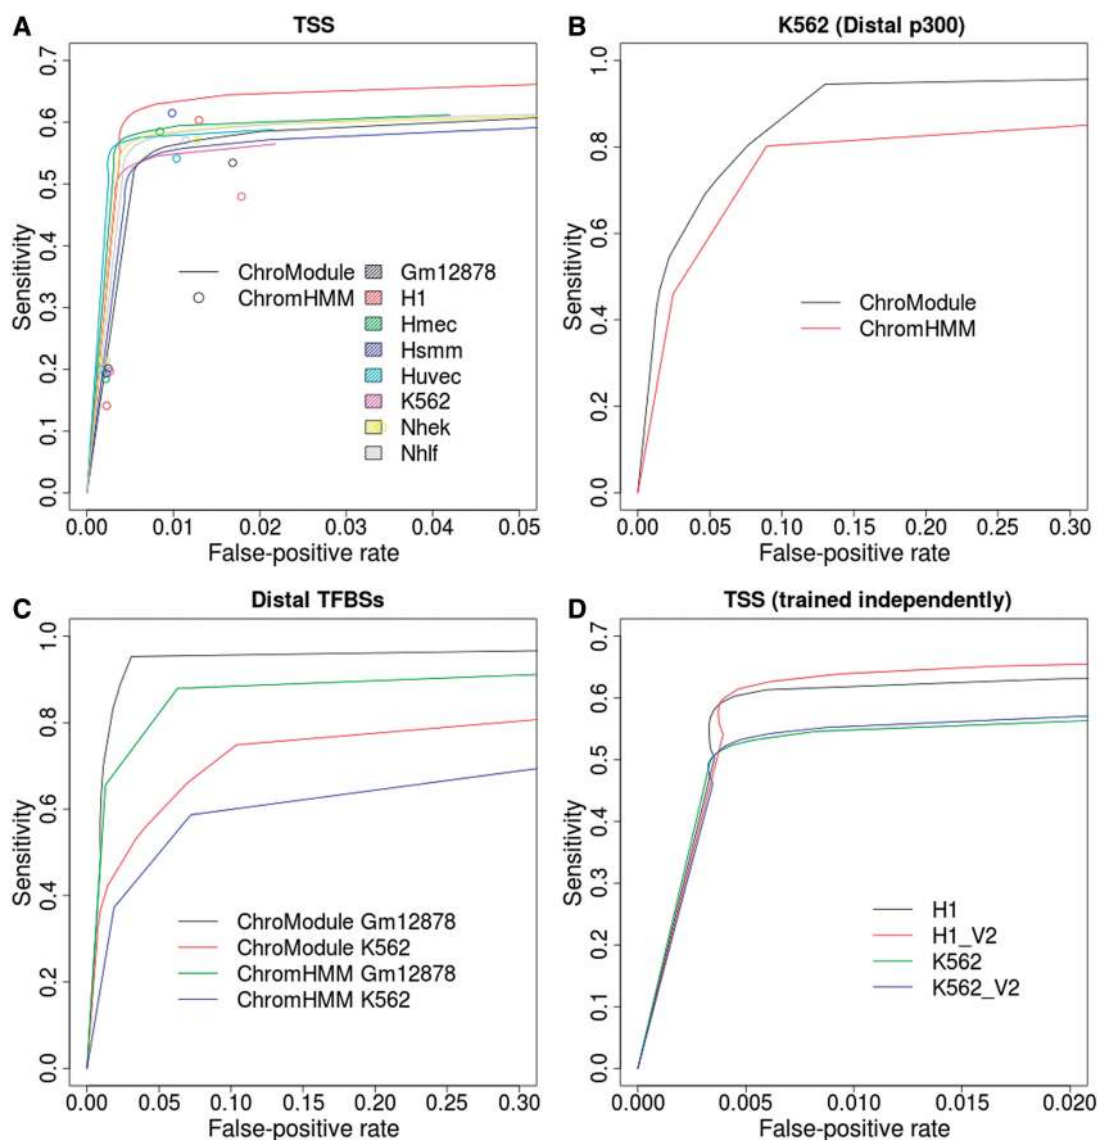 A
TSS
Sensitivity
0.0 0.1 0.2 0.3 0.4 0.5 0.6 0.7
ChroModule
ChromHMM
Gm12878
H1
Hmec
Hsmm
Huvec
K562
Nhek
Nhlf
0.00 0.01 0.02 0.03 0.04 0.05
False-positive rate
B
K562 (Distal p300)
Sensitivity
0.0 0.2 0.4 0.6 0.8 1.0
ChroModule
ChromHMM
0.00 0.05 0.10 0.15 0.20 0.25 0.30
False-positive rate
C
Distal TFBSs
Sensitivity
0.0 0.2 0.4 0.6 0.8 1.0
ChroModule Gm12878
ChroModule K562
ChromHMM Gm12878
ChromHMM K562
0.00 0.05 0.10 0.15 0.20 0.25 0.30
False-positive rate
D
TSS (trained independently)
Sensitivity
0.0 0.1 0.2 0.3 0.4 0.5 0.6 0.7
H1
H1_V2
K562
K562_V2
0.000 0.005 0.010 0.015 0.020
False-positive rate